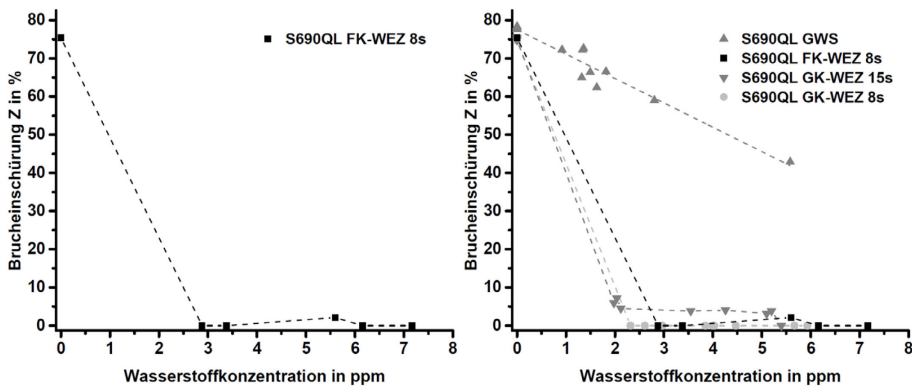 80
70
60
50
40
30
20
10
0
Brucheinschürung Z in %
S690QL FK-WEZ 8s
0 1 2 3 4 5 6 7 8
Wasserstoffkonzentration in ppm
80
70
60
50
40
30
20
10
0
Brucheinschürung Z in %
S690QL GWS
S690QL FK-WEZ 8s
S690QL GK-WEZ 15s
S690QL GK-WEZ 8s
0 1 2 3 4 5 6 7 8
Wasserstoffkonzentration in ppm